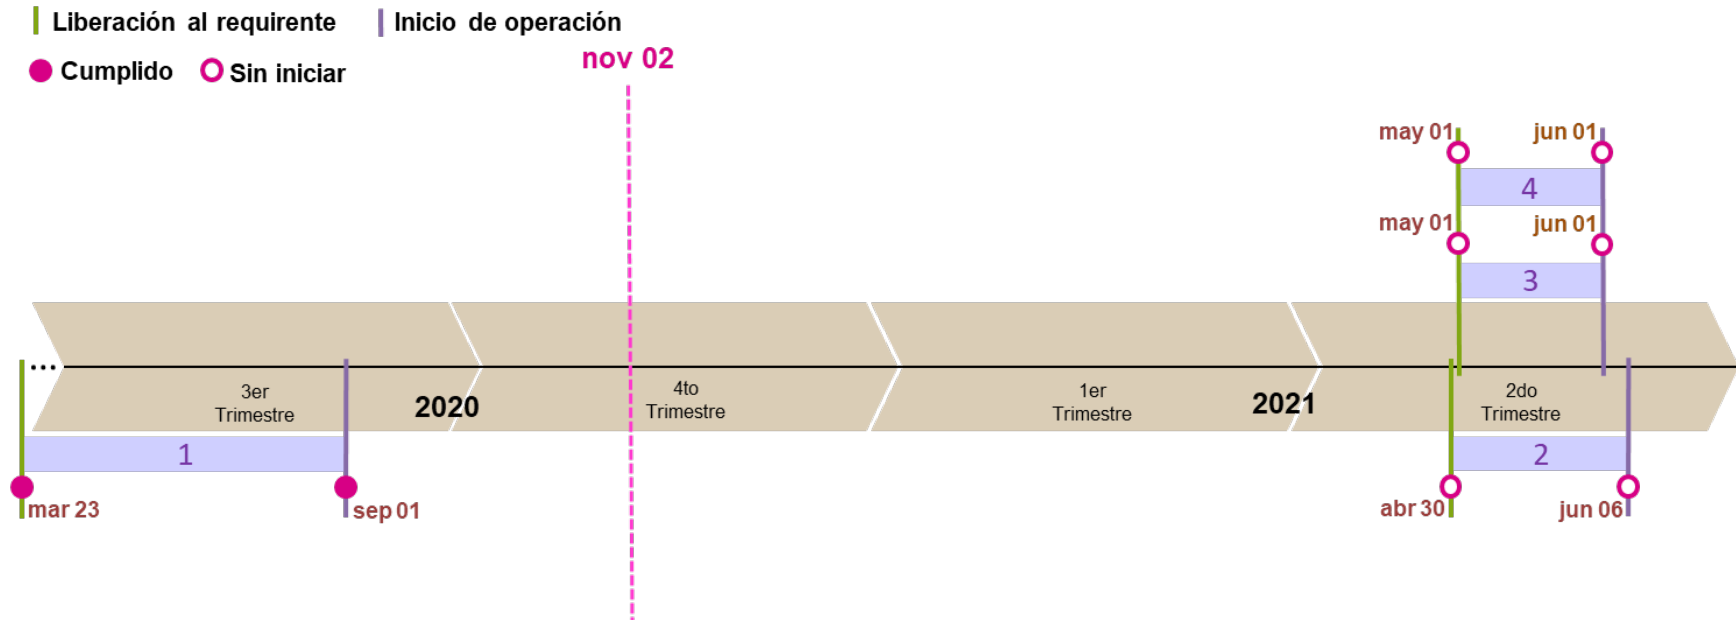 Liberación al requirente
Inicio de operación
Cumplido
Sin iniciar
nov 02
may 01
jun 01
4
may 01
jun 01
3
3er
Trimestre
2020
4to
Trimestre
1er
Trimestre
2021
2do
Trimestre
1
2
mar 23
sep 01
abr 30
jun 06